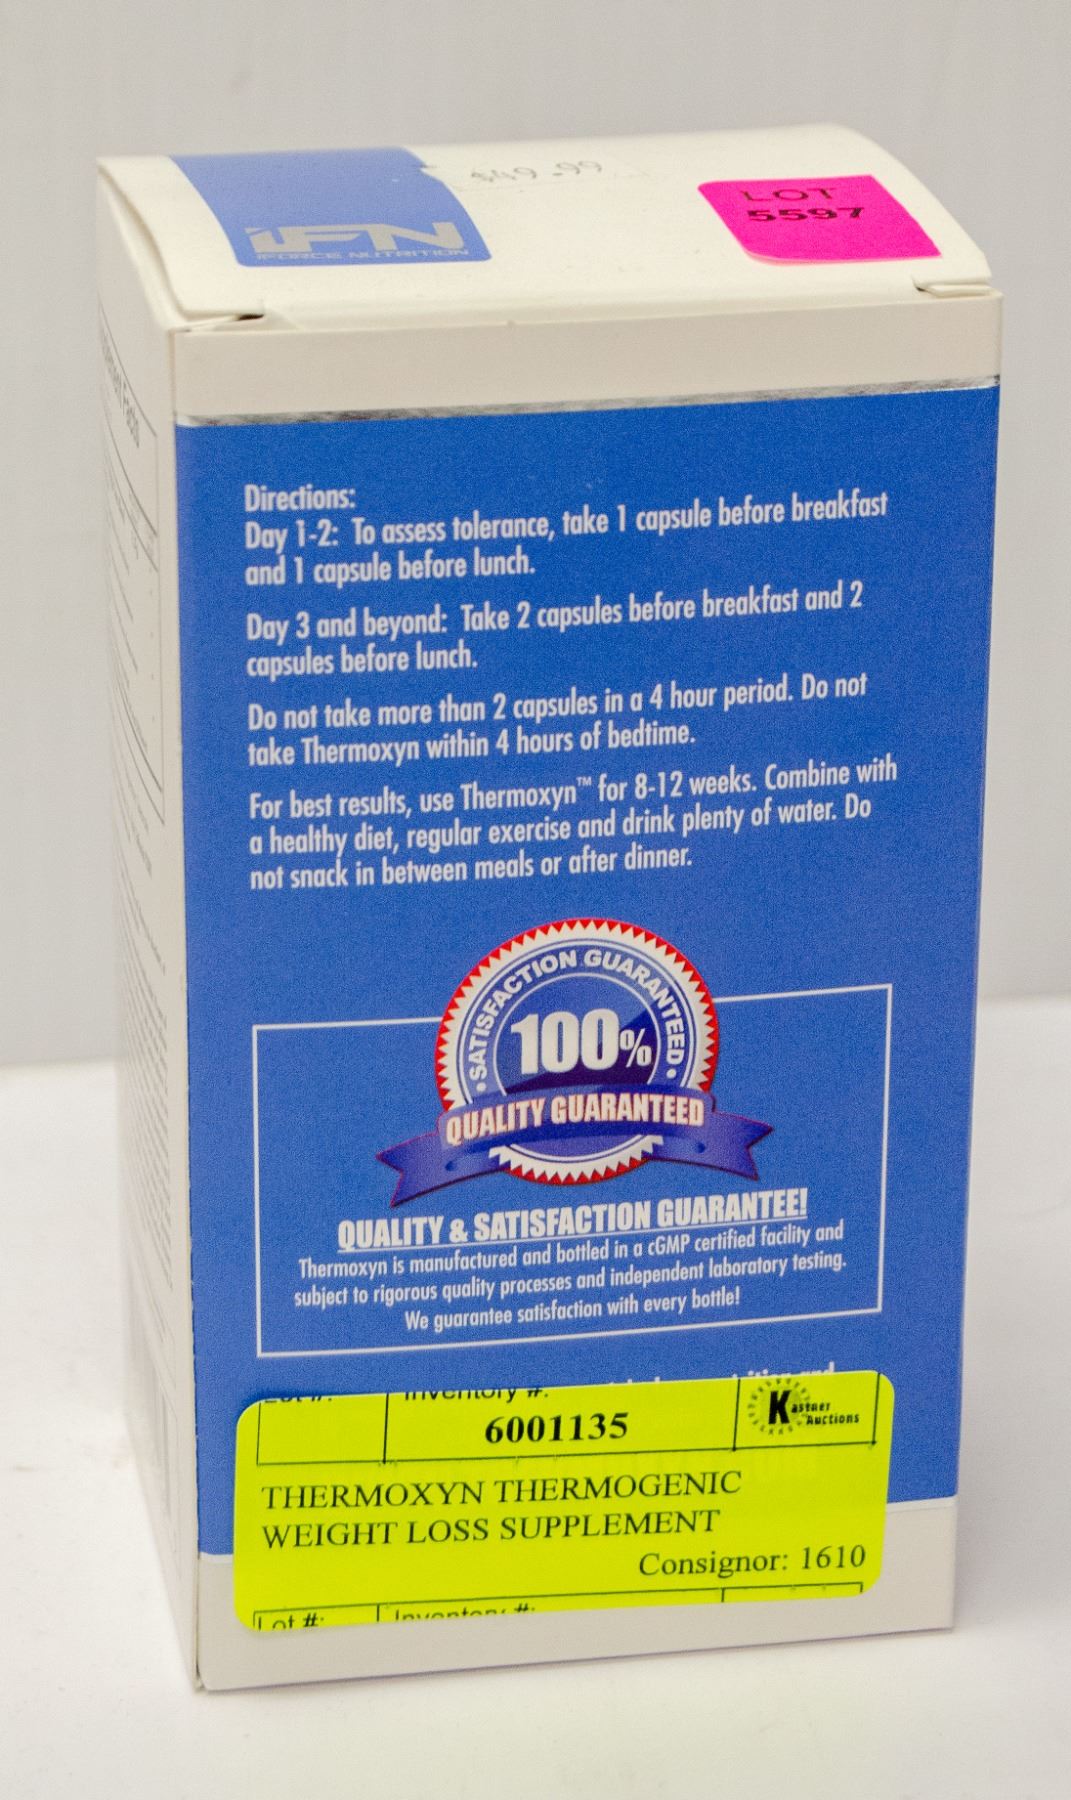 $49.99
LOT
5597
iFN
IFORCE NUTRITION
Directions:
Day 1-2: To assess tolerance, take 1 capsule before breakfast
and 1 capsule before lunch.
Day 3 and beyond: Take 2 capsules before breakfast and 2
capsules before lunch.
Do not take more than 2 capsules in a 4 hour period. Do not
take Thermoxyn within 4 hours of bedtime.
For best results, use Thermoxyn™ for 8-12 weeks. Combine with
a healthy diet, regular exercise and drink plenty of water. Do
not snack in between meals or after dinner.
• SATISFACTION GUARANTEED •
100%
QUALITY GUARANTEED
QUALITY & SATISFACTION GUARANTEE!
Thermoxyn is manufactured and bottled in a cGMP certified facility and
subject to rigorous quality processes and independent laboratory testing.
We guarantee satisfaction with every bottle!
Lot #: Inventory #:
6001135
Kastner
Auctions
THERMOXYN THERMOGENIC
WEIGHT LOSS SUPPLEMENT
Consignor: 1610
Lot #: Inventory #: